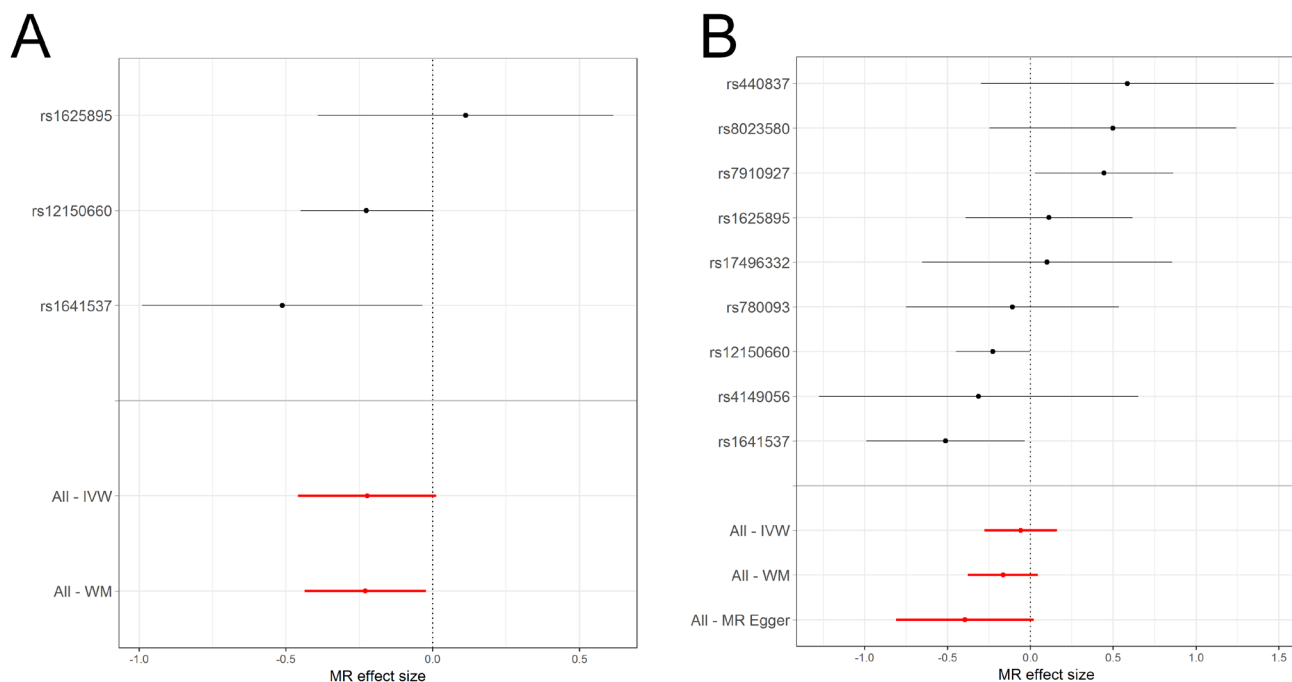 A
rs1625895
rs12150660
rs1641537
All - IVW
All - WM
-1.0 -0.5 0.0 0.5
MR effect size
B
rs440837
rs8023580
rs7910927
rs1625895
rs17496332
rs780093
rs12150660
rs4149056
rs1641537
All - IVW
All - WM
All - MR Egger
-1.0 -0.5 0.0 0.5 1.0 1.5
MR effect size